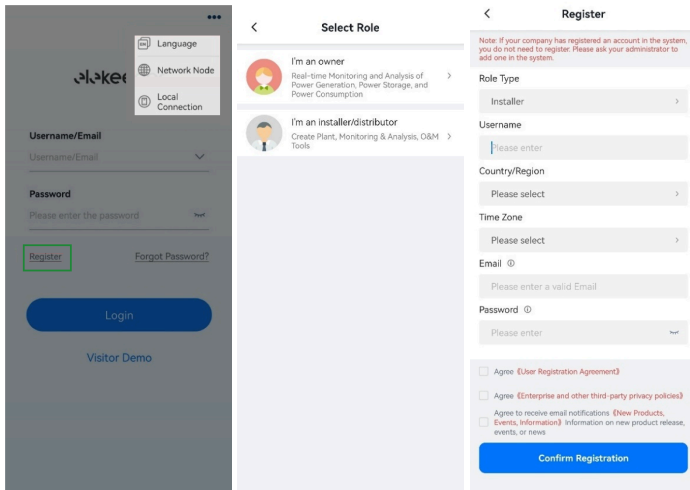 •••
EN Language
elekee
Network Node
Local
Connection
Username/Email
Username/Email
Password
Please enter the password
Register Forgot Password?
Login
Visitor Demo
Select Role
I'm an owner
Real-time Monitoring and Analysis of
Power Generation, Power Storage, and
Power Consumption
I'm an installer/distributor
Create Plant, Monitoring & Analysis, O&M
Tools
Register
Note: If your company has registered an account in the system,
you do not need to register. Please ask your administrator to
add one in the system.
Role Type
Installer
Username
Please enter
Country/Region
Please select
Time Zone
Please select
Email
Please enter a valid Email
Password
Please enter
Agree 《User Registration Agreement》
Agree 《Enterprise and other third-party privacy policies》
Agree to receive email notifications 《New Products,
Events, Information》 Information on new product release,
events, or news
Confirm Registration